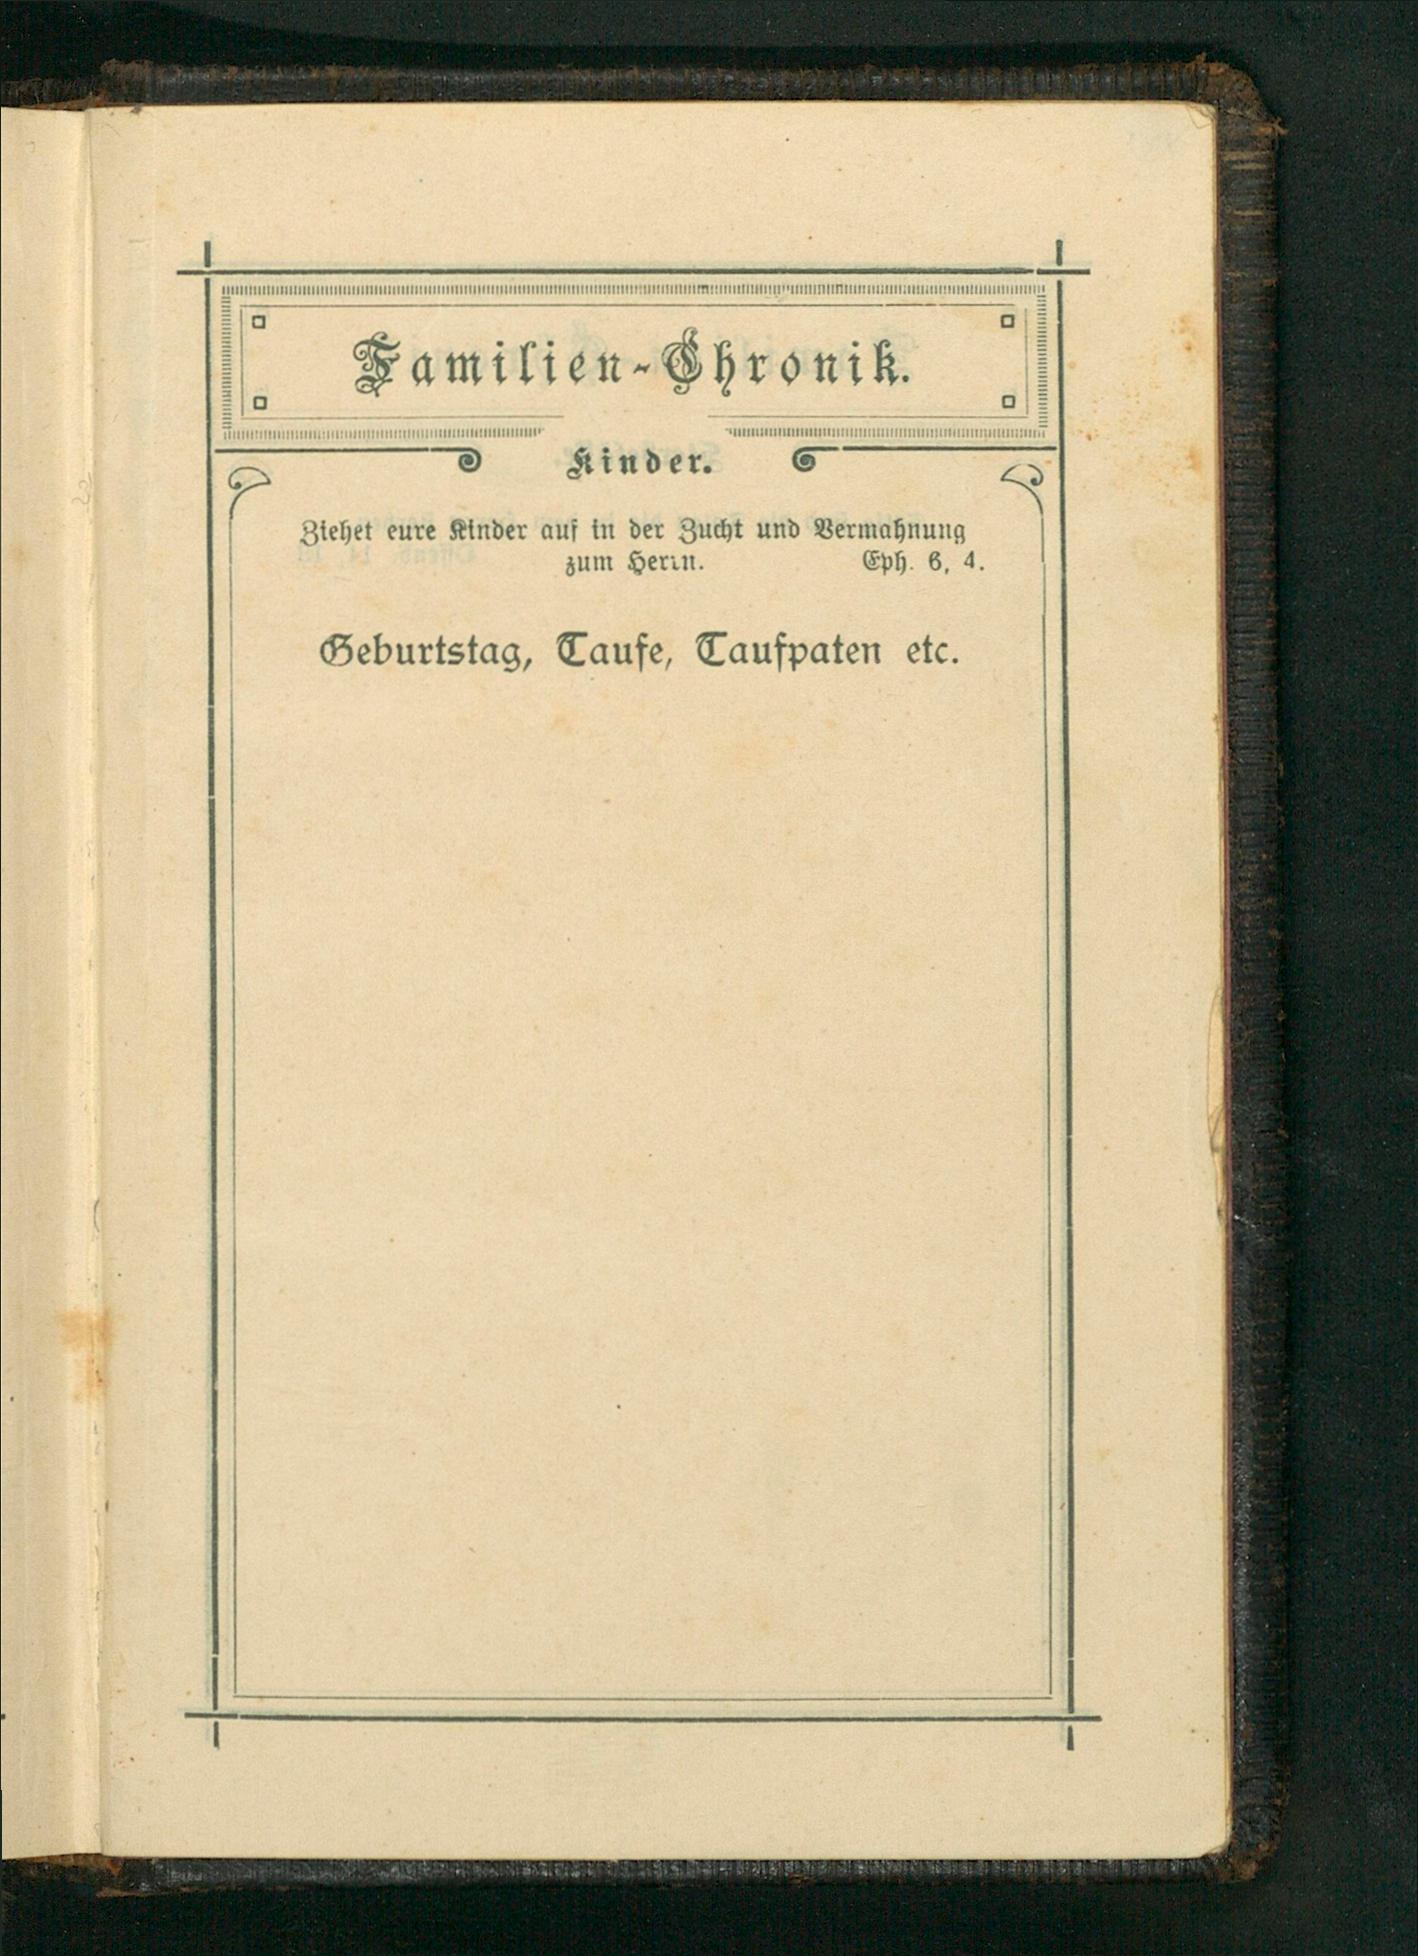 Familien-Chronik.
Kinder.
Ziehet eure Kinder auf in der Zucht und Vermahnung
zum Herrn. Eph. 6, 4.
Geburtstag, Taufe, Taufpaten etc.